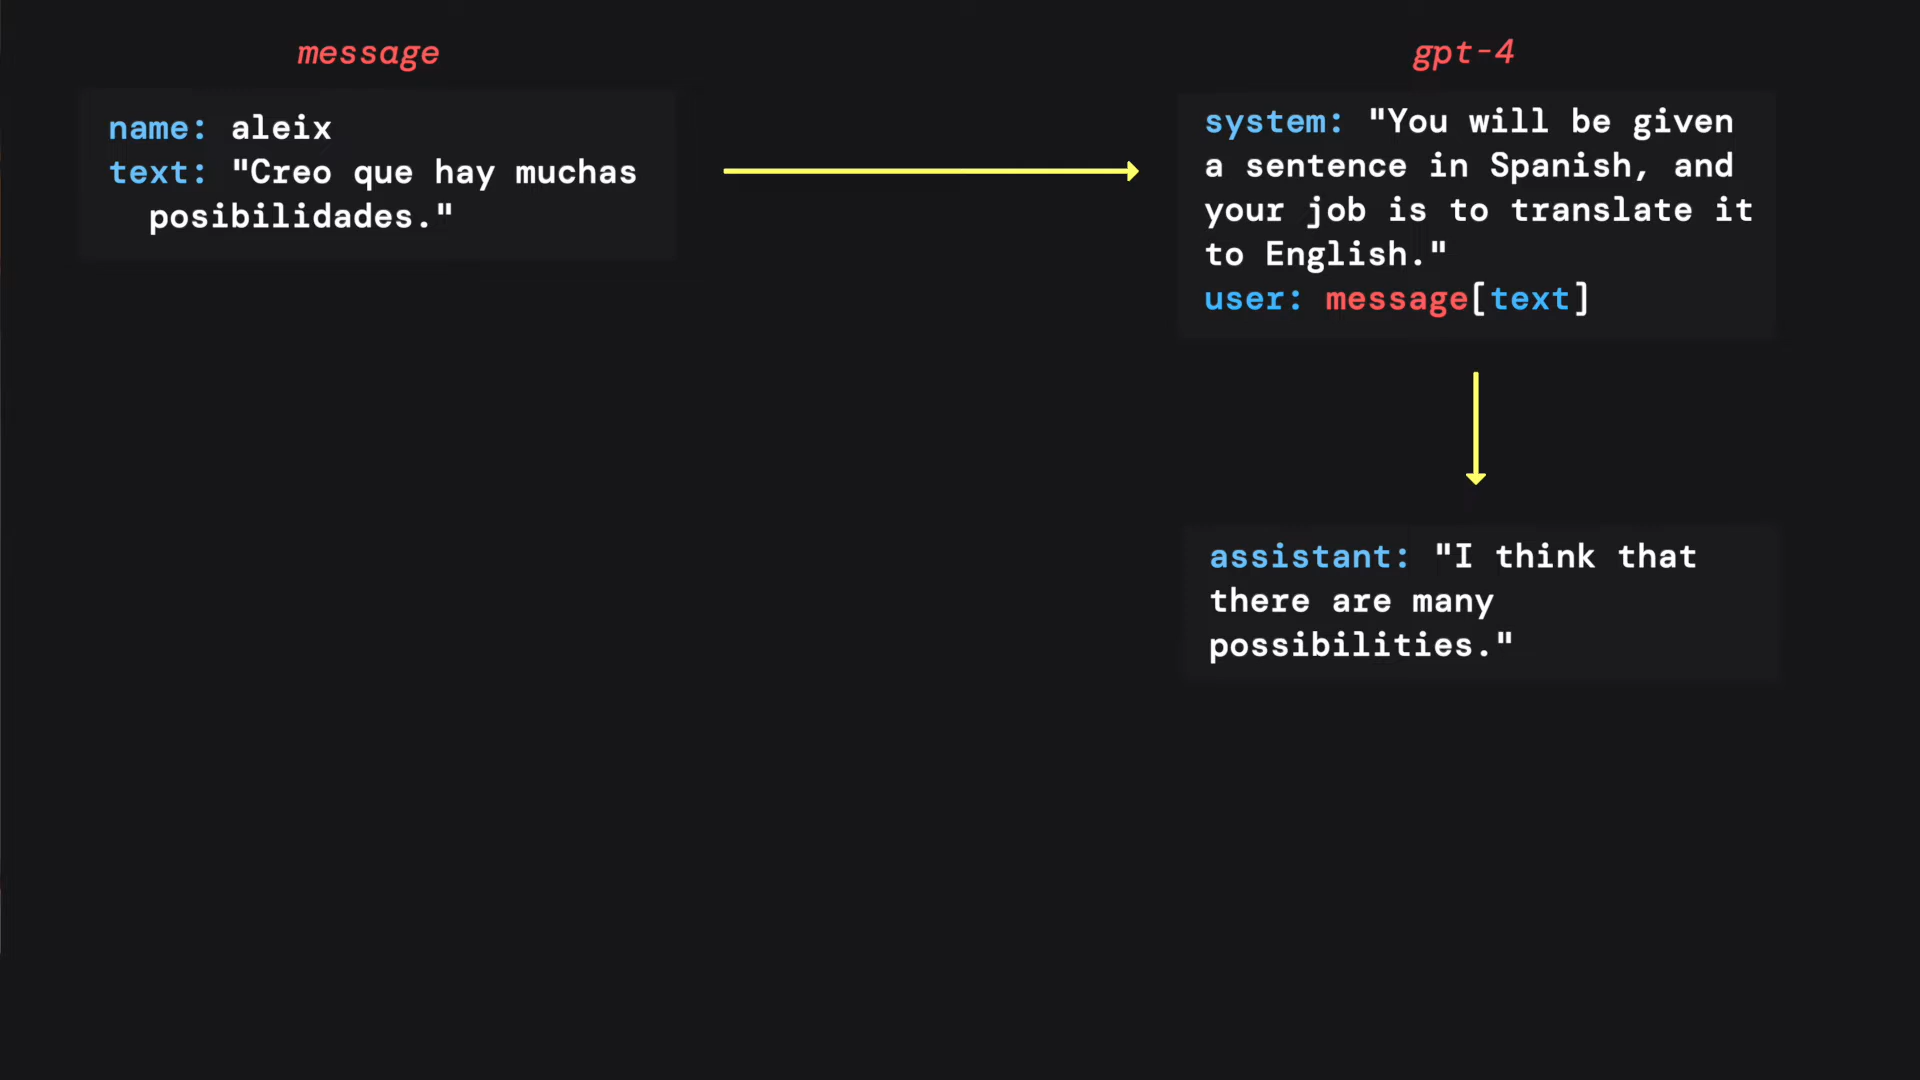 message
name: aleix
text: "Creo que hay muchas
posibilidades."
gpt-4
system: "You will be given
a sentence in Spanish, and
your job is to translate it
to English."
user: message[text]
assistant: "I think that
there are many
possibilities."